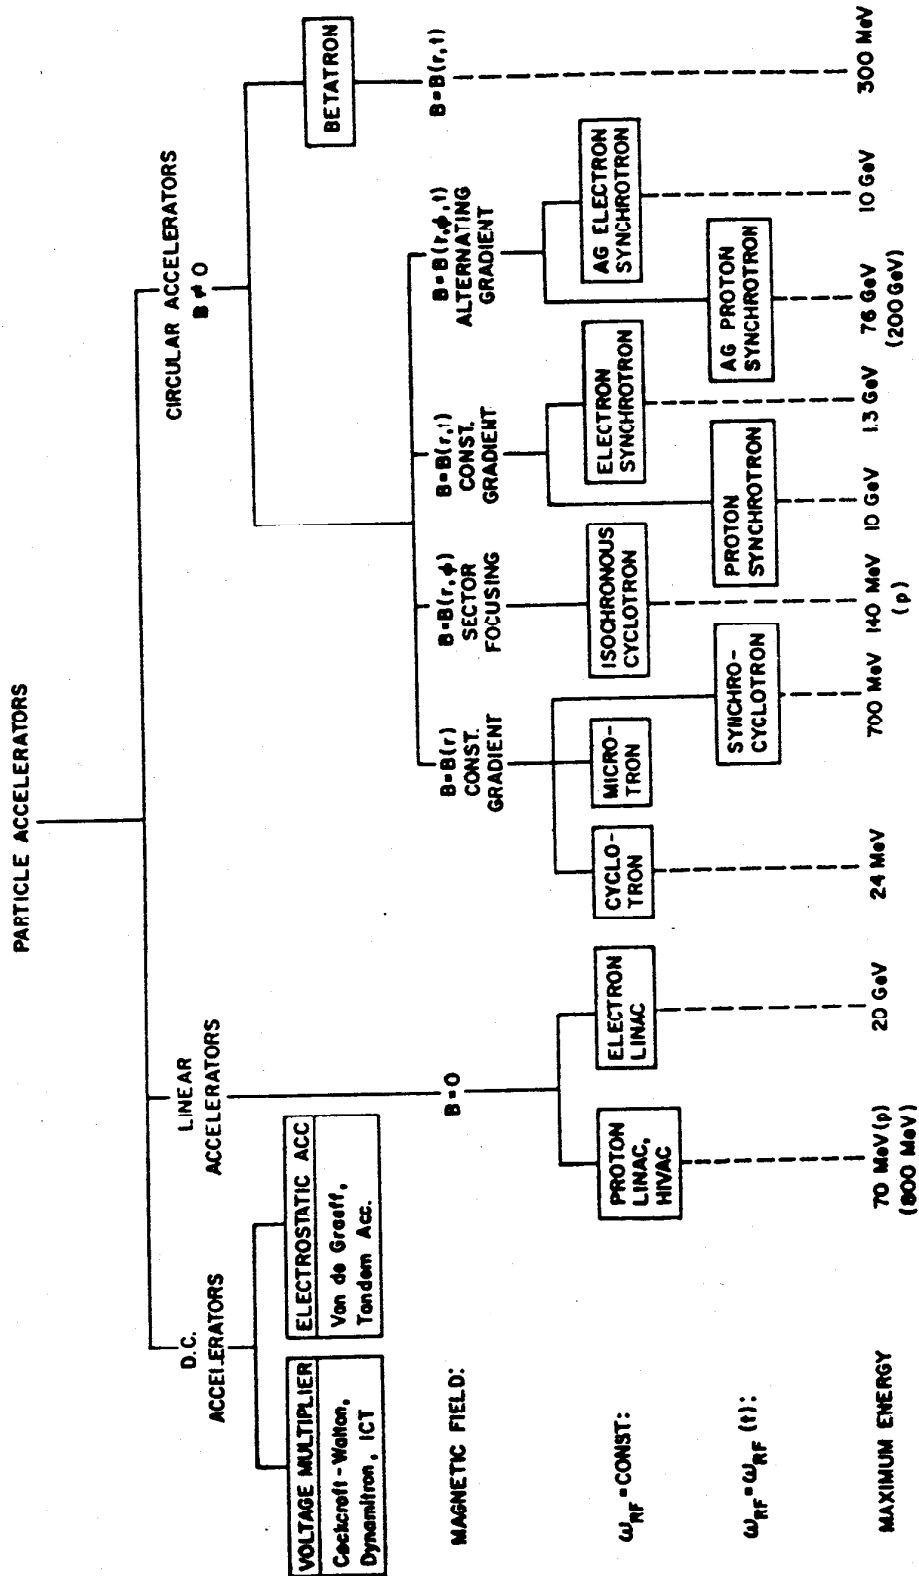 PARTICLE ACCELERATORS
D.C.
ACCELERATORS
LINEAR
ACCELERATORS
CIRCULAR ACCELERATORS
B ≠ 0
VOLTAGE MULTIPLIER
Cockcroft-Walton,
Dynamitron, ICT
ELECTROSTATIC ACC
Van de Graaff,
Tandem Acc.
BETATRON
MAGNETIC FIELD:
B=0
B=B(r)
CONST.
GRADIENT
B=B(r,ϕ)
SECTOR
FOCUSING
B=B(r,t)
CONST.
GRADIENT
B=B(r,ϕ,t)
ALTERNATING
GRADIENT
B=B(r,t)
ω_RF=CONST:
PROTON
LINAC,
HIVAC
ELECTRON
LINAC
CYCLO-
TRON
MICRO-
TRON
ISOCHRONOUS
CYCLOTRON
ELECTRON
SYNCHROTRON
AG ELECTRON
SYNCHROTRON
ω_RF=ω_RF(t):
SYNCHRO-
CYCLOTRON
PROTON
SYNCHROTRON
AG PROTON
SYNCHROTRON
MAXIMUM ENERGY
70 MeV(p)
(800 MeV)
20 GeV
24 MeV
700 MeV
140 MeV
(p)
10 GeV
1.3 GeV
76 GeV
(200 GeV)
10 GeV
300 MeV